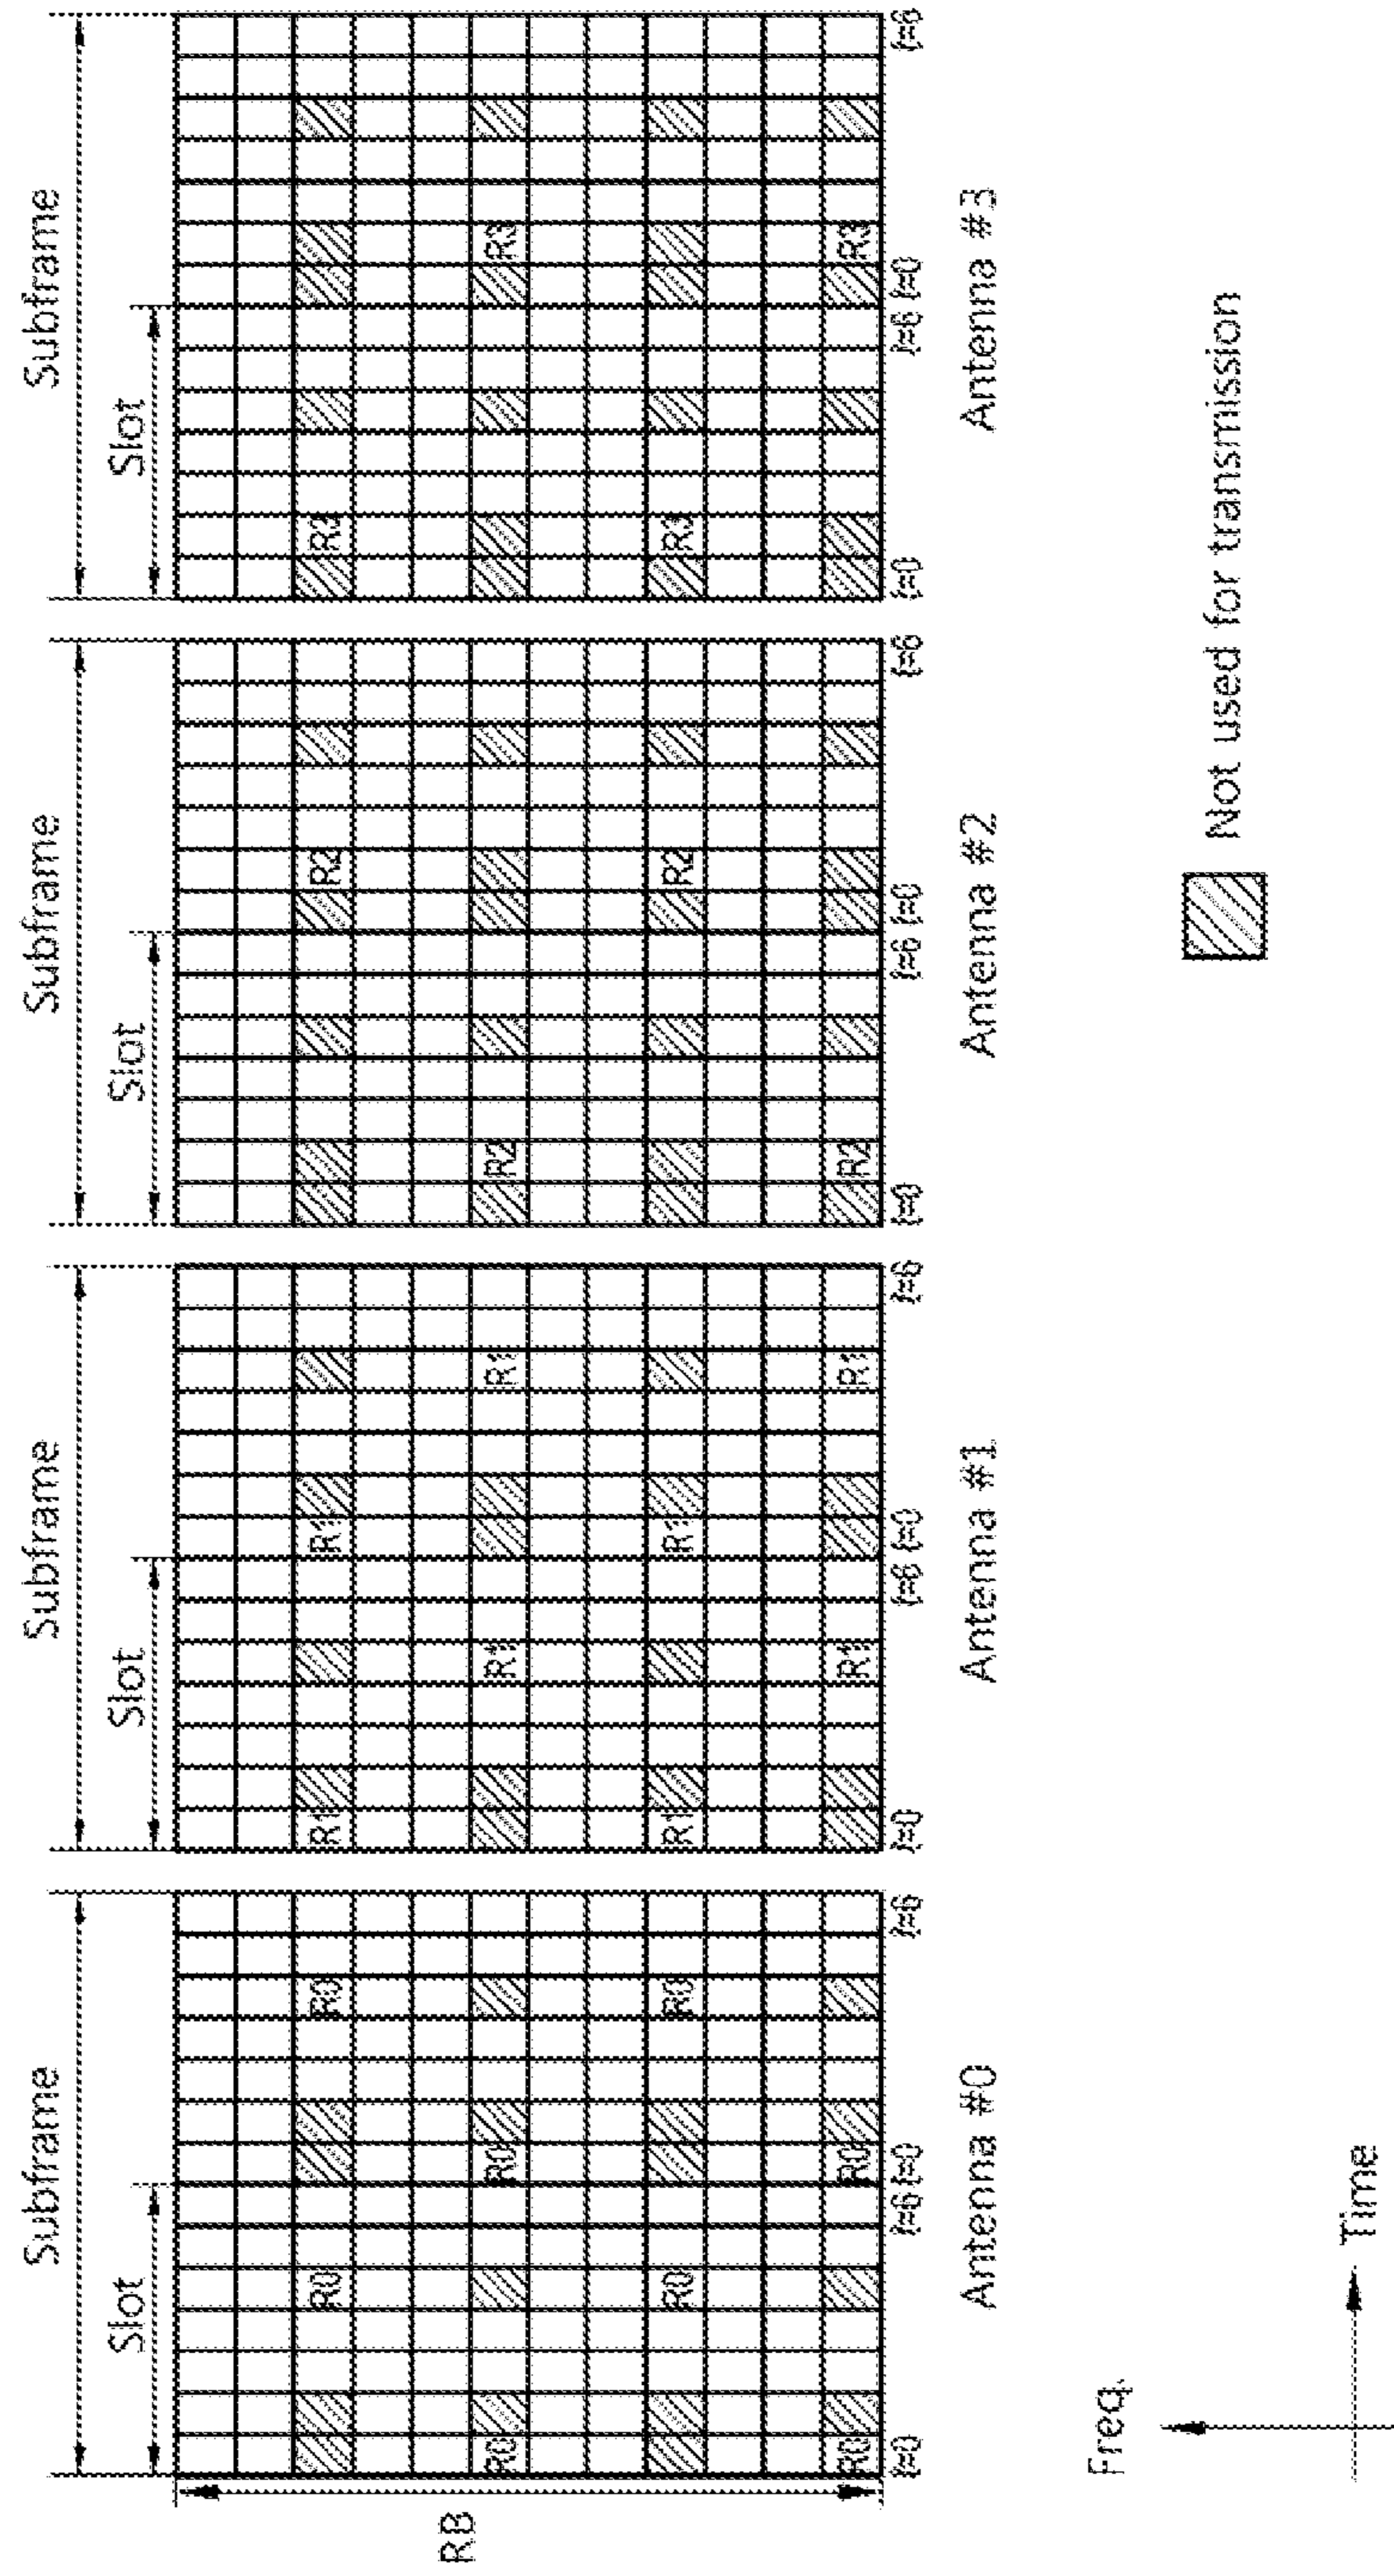 Subframe Subframe Subframe Subframe
Slot Slot Slot Slot
R0 R0 R1 R1 R2 R3
RB
R0 R0 R1 R1 R2 R3
R0 R0 R1 R1 R2 R3
R0 R0 R1 R1 R2 R3
l=0 l=6 l=0 l=6 l=0 l=6 l=0 l=6 l=0 l=6 l=0 l=6 l=0 l=6 l=0 l=6
Antenna #0 Antenna #1 Antenna #2 Antenna #3
Freq.
Not used for transmission
Time